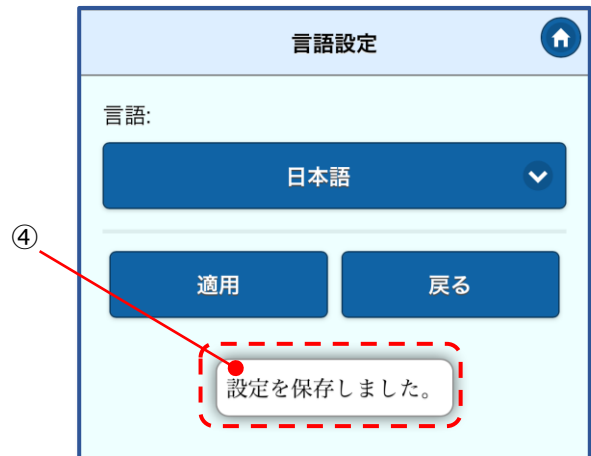 言語設定
言語:
日本語
④
適用 戻る
設定を保存しました。